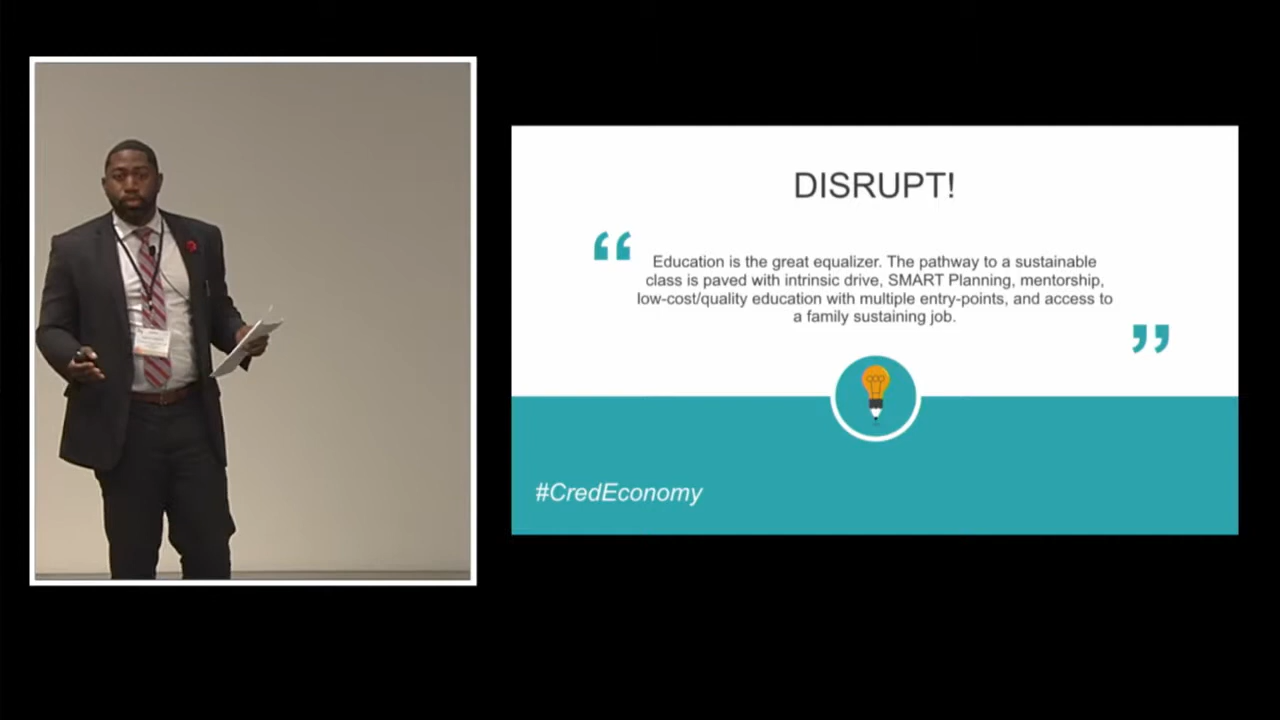 DISRUPT!
“
Education is the great equalizer. The pathway to a sustainable
class is paved with intrinsic drive, SMART Planning, mentorship,
low-cost/quality education with multiple entry-points, and access to
a family sustaining job.
”
#CredEconomy